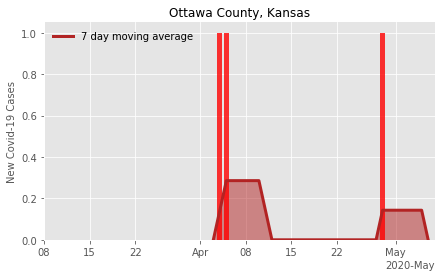 Ottawa County, Kansas
7 day moving average
New Covid-19 Cases
1.0
0.8
0.6
0.4
0.2
0.0
08 15 22 Apr 08 15 22 May
2020-May